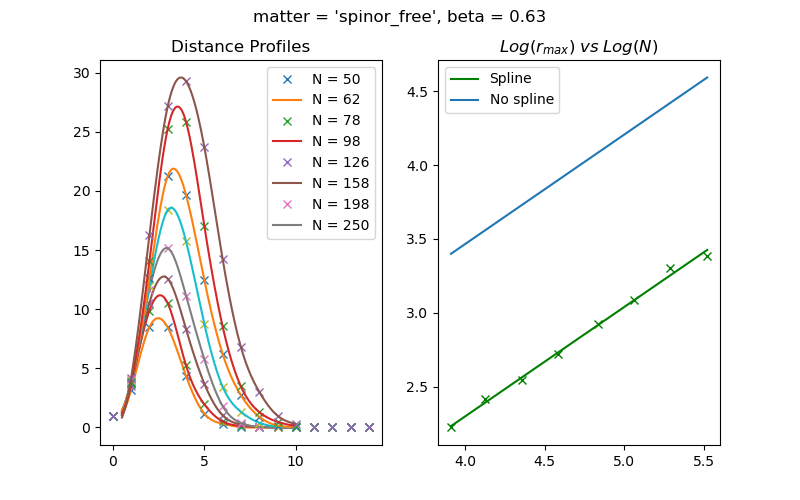 matter = 'spinor_free', beta = 0.63
Distance Profiles
30
25
20
15
10
5
0
0
5
10
N = 50
N = 62
N = 78
N = 98
N = 126
N = 158
N = 198
N = 250
Log(r_max) vs Log(N)
4.5
4.0
3.5
3.0
2.5
4.0
4.5
5.0
5.5
Spline
No spline